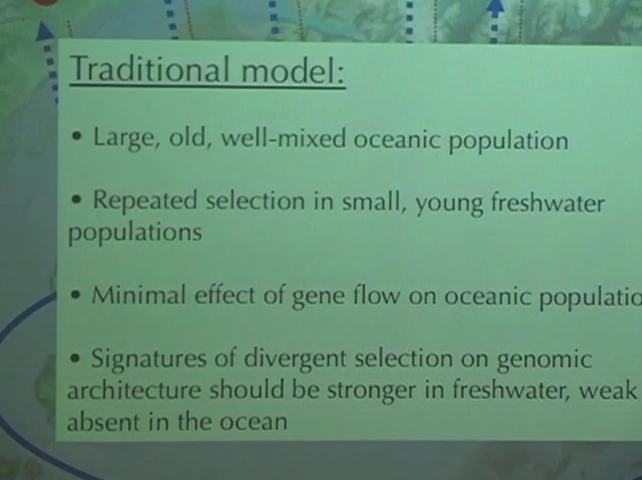 Traditional model:
• Large, old, well-mixed oceanic population
• Repeated selection in small, young freshwater
populations
• Minimal effect of gene flow on oceanic populatio
• Signatures of divergent selection on genomic
architecture should be stronger in freshwater, weak
absent in the ocean